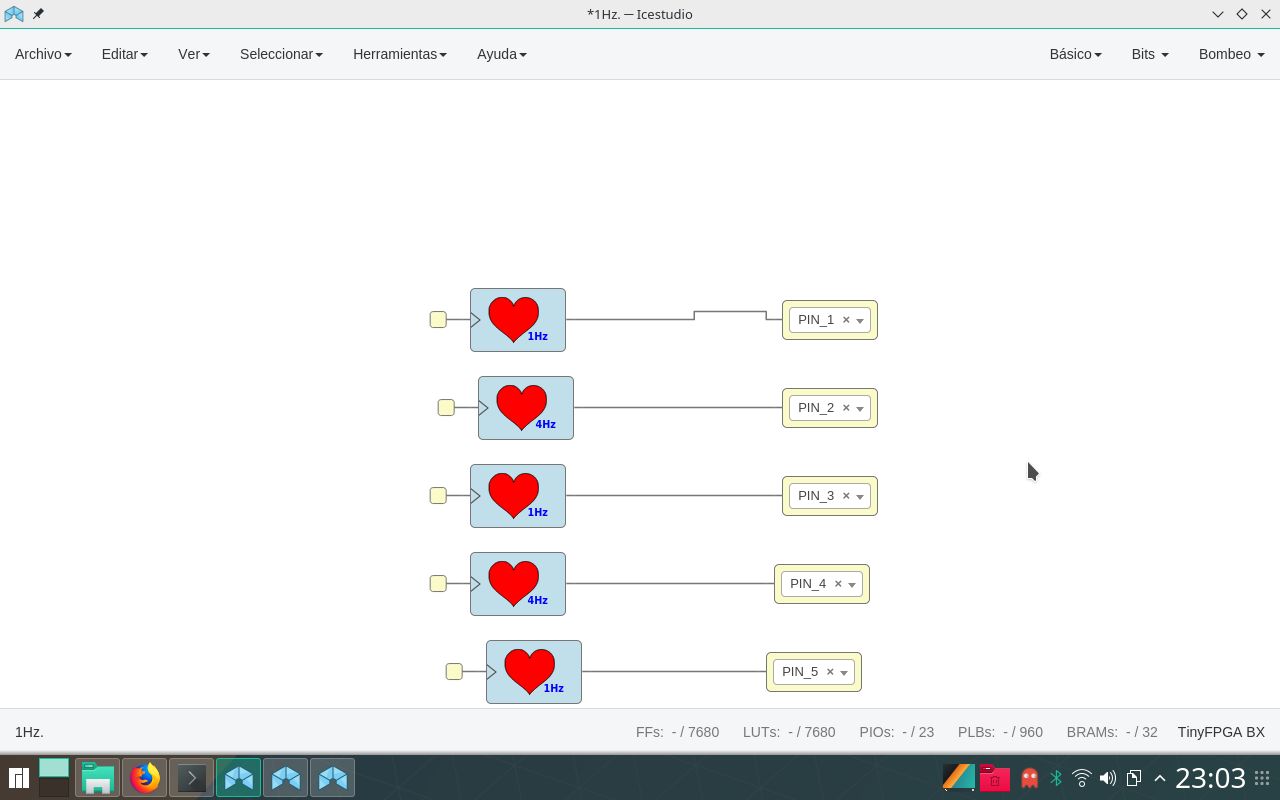 *1Hz. — Icestudio
Archivo Editar Ver Seleccionar Herramientas Ayuda Básico Bits Bombeo
1Hz PIN_1 ×
4Hz PIN_2 ×
1Hz PIN_3 ×
4Hz PIN_4 ×
1Hz PIN_5 ×
1Hz. FFs: - / 7680 LUTs: - / 7680 PIOs: - / 23 PLBs: - / 960 BRAMs: - / 32 TinyFPGA BX
23:03